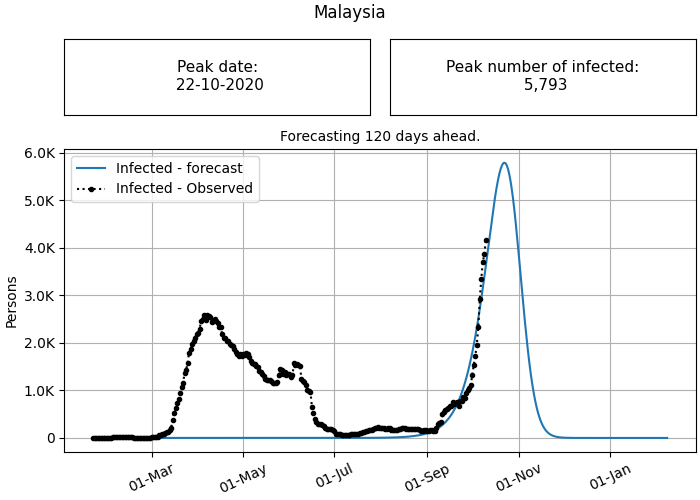 Malaysia
Peak date:
22-10-2020
Peak number of infected:
5,793
Forecasting 120 days ahead.
Infected - forecast
Infected - Observed
6.0K
5.0K
4.0K
3.0K
2.0K
1.0K
0
Persons
01-Mar
01-May
01-Jul
01-Sep
01-Nov
01-Jan